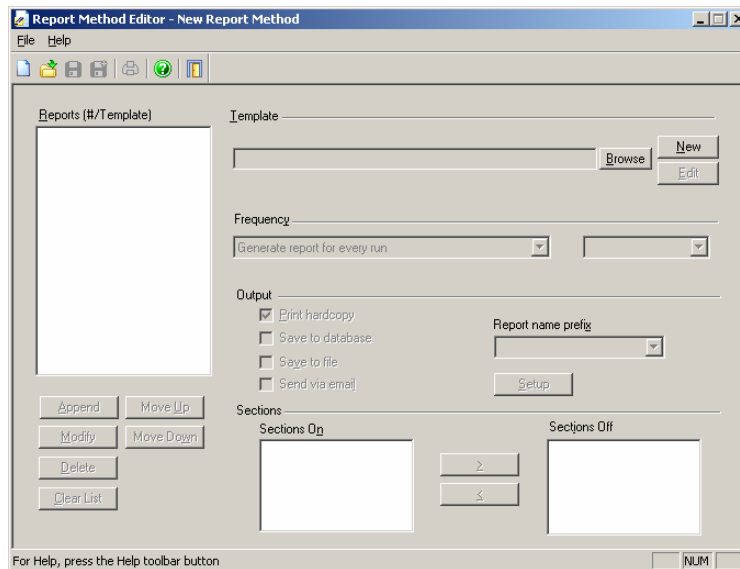 Report Method Editor - New Report Method
File Help
Reports (#/Template)
Template
Browse
New
Edit
Frequency
Generate report for every run
Output
Print hardcopy
Save to database
Save to file
Send via email
Report name prefix
Setup
Append Move Up
Modify Move Down
Delete
Clear List
Sections
Sections On
Sections Off
≥
≤
For Help, press the Help toolbar button
NUM